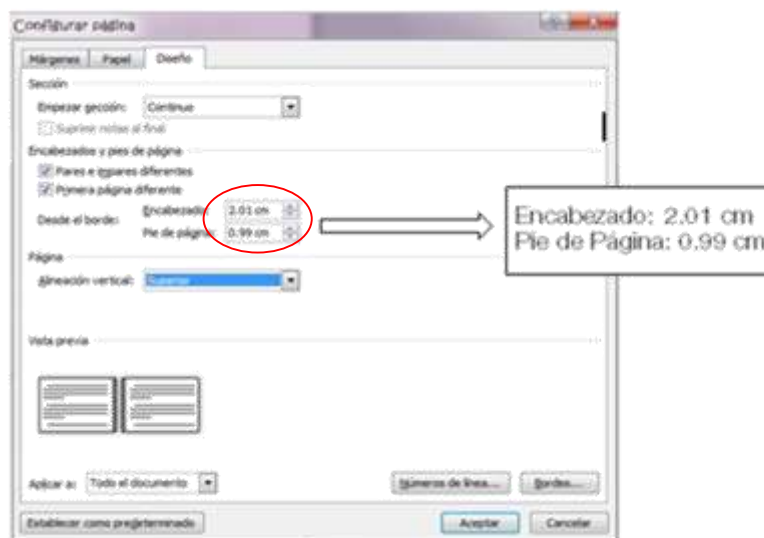 Configurar página
Márgenes Papel Diseño
Sección
Empezar sección: Continuo
Suprimir notas al final
Encabezados y pies de página
Pares e impares diferentes
Primera página diferente
Desde el borde:
Encabezado: 2.01 cm
Pie de página: 0.99 cm
Encabezado: 2.01 cm
Pie de Página: 0.99 cm
Página
Alineación vertical: Superior
Vista previa
Aplicar a: Todo el documento
Números de línea... Bordes...
Establecer como predeterminado Aceptar Cancelar